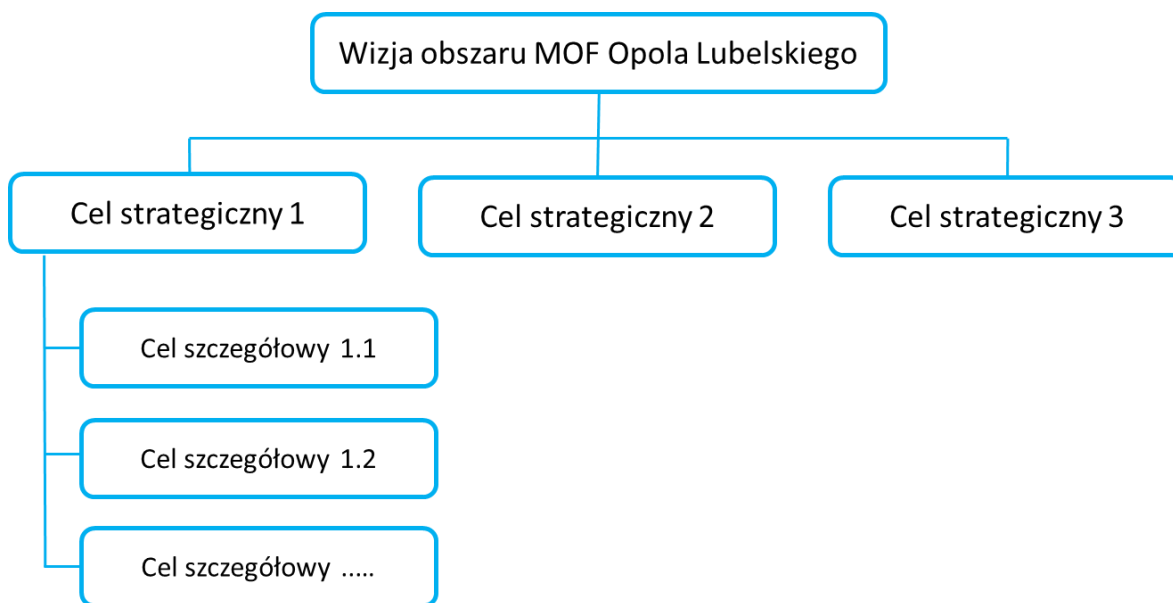 Wizja obszaru MOF Opola Lubelskiego
Cel strategiczny 1
Cel strategiczny 2
Cel strategiczny 3
Cel szczegółowy 1.1
Cel szczegółowy 1.2
Cel szczegółowy .....